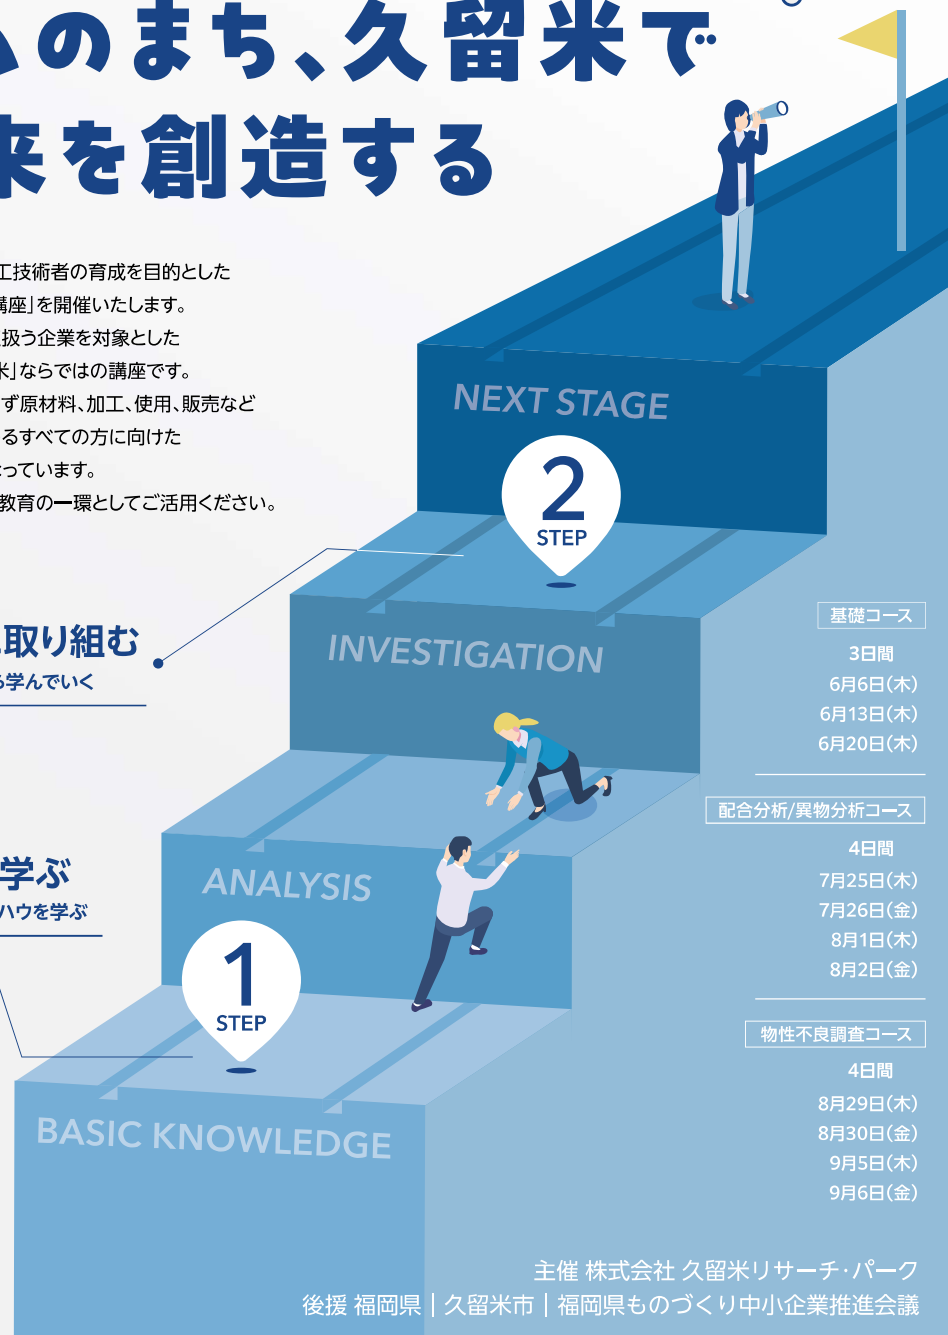 のまち、久留米で
来を創造する
工技術者の育成を目的とした
講座」を開催いたします。
扱う企業を対象とした
米」ならではの講座です。
ず原材料、加工、使用、販売など
るすべての方に向けた
っています。
教育の一環としてご活用ください。
NEXT STAGE
2
STEP
INVESTIGATION
取り組む
学んでいく
ANALYSIS
学ぶ
ハウを学ぶ
1
STEP
BASIC KNOWLEDGE
基礎コース
3日間
6月6日(木)
6月13日(木)
6月20日(木)
配合分析/異物分析コース
4日間
7月25日(木)
7月26日(金)
8月1日(木)
8月2日(金)
物性不良調査コース
4日間
8月29日(木)
8月30日(金)
9月5日(木)
9月6日(金)
主催 株式会社 久留米リサーチ・パーク
後援 福岡県｜久留米市｜福岡県ものづくり中小企業推進会議